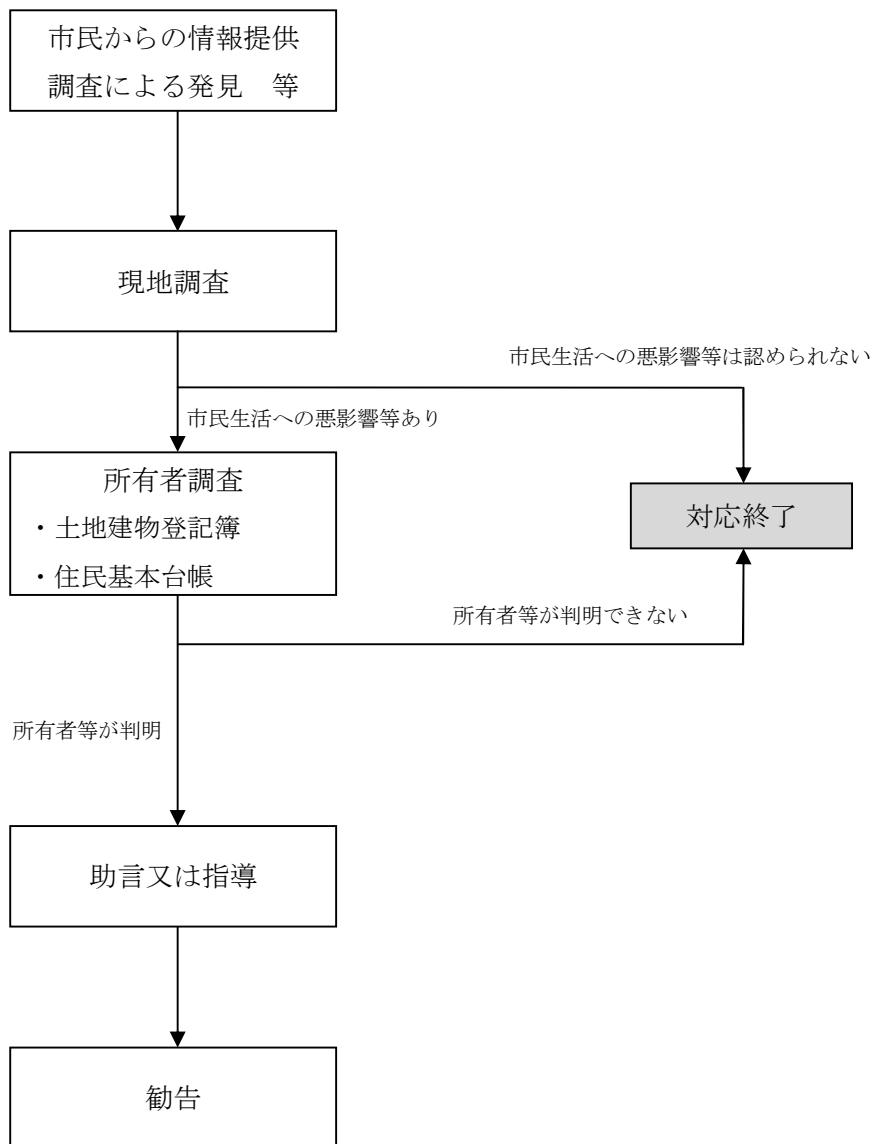 市民からの情報提供
調査による発見　等
現地調査
市民生活への悪影響等は認められない
市民生活への悪影響等あり
所有者調査
・土地建物登記簿
・住民基本台帳
対応終了
所有者等が判明できない
所有者等が判明
助言又は指導
勧告